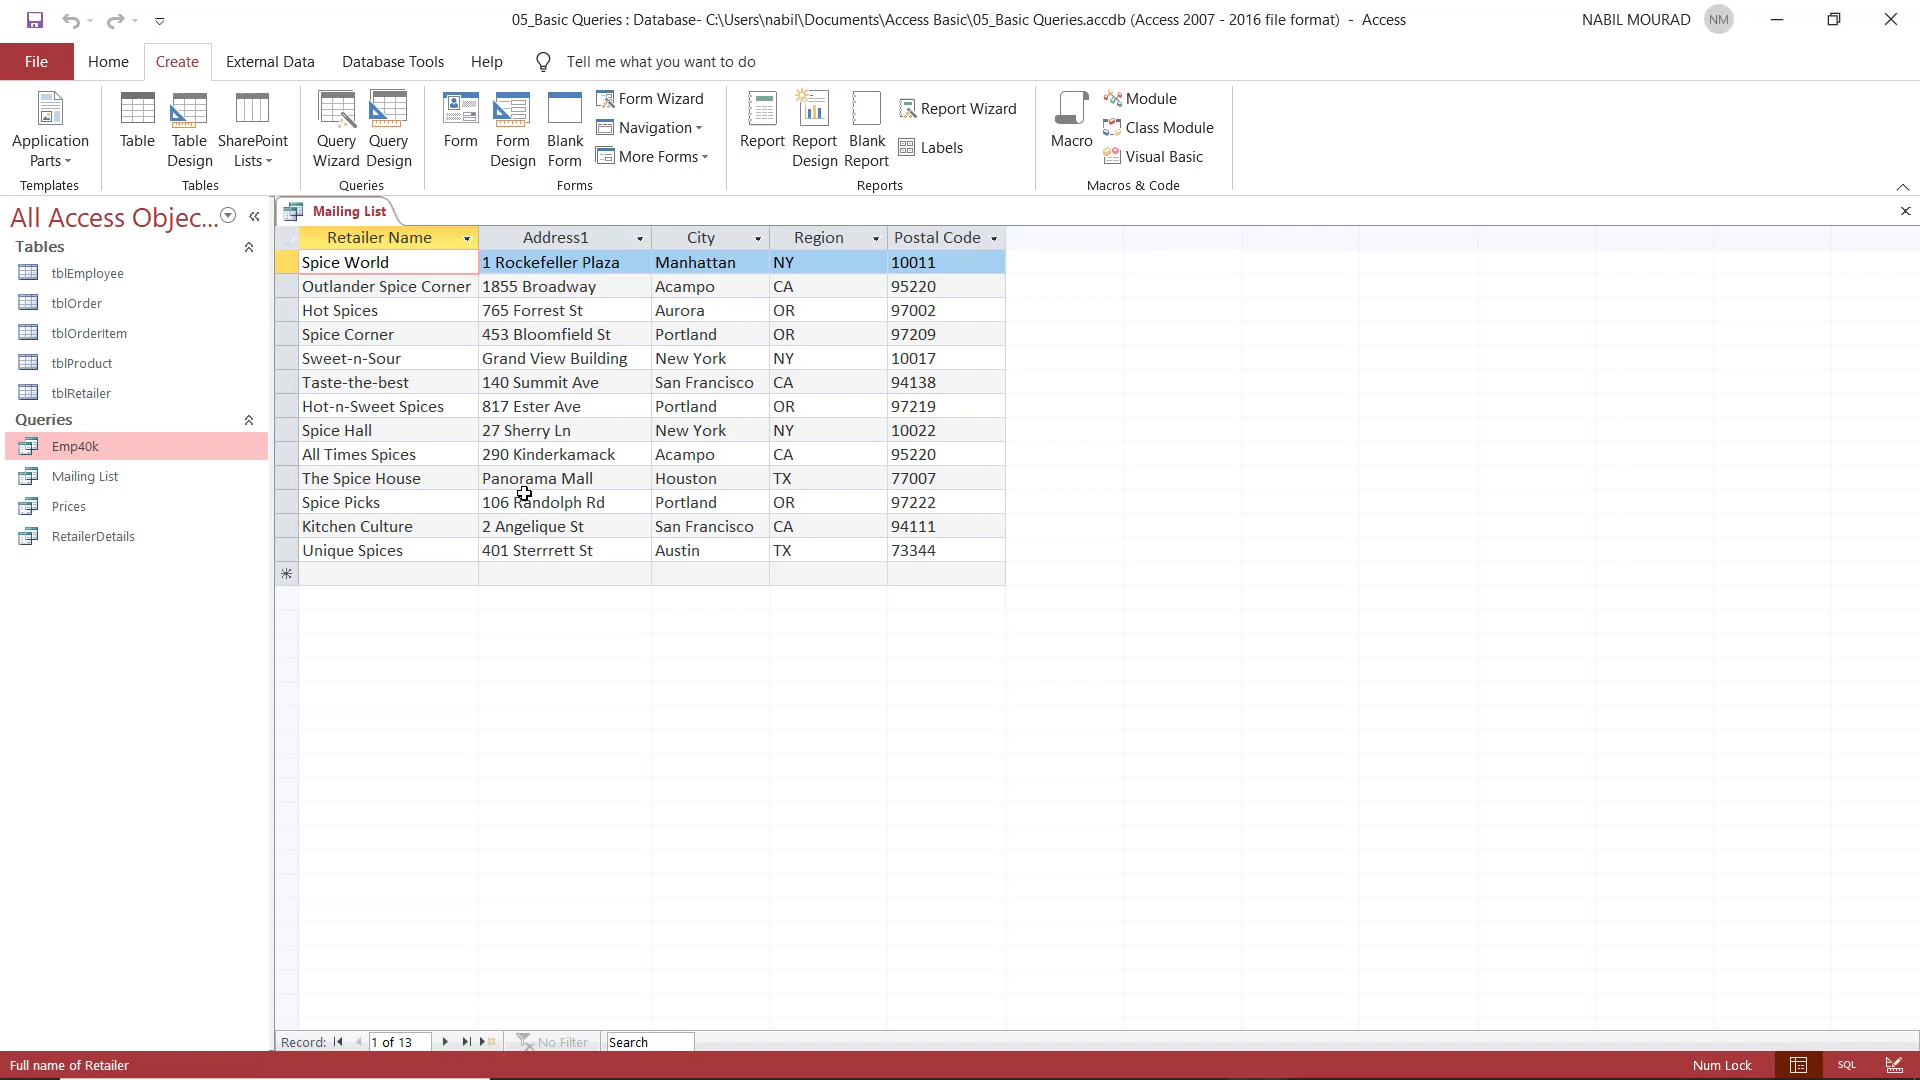 05_Basic Queries : Database- C:\Users\nabil\Documents\Access Basic\05_Basic Queries.accdb (Access 2007 - 2016 file format) - Access
NABIL MOURAD NM
File Home Create External Data Database Tools Help Tell me what you want to do
Application Parts
Templates
Table
Table Design
SharePoint Lists
Tables
Query Wizard
Query Design
Queries
Form
Form Design
Blank Form
Form Wizard
Navigation
More Forms
Forms
Report
Report Design
Blank Report
Report Wizard
Labels
Reports
Macro
Module
Class Module
Visual Basic
Macros & Code
All Access Objec...
Tables
tblEmployee
tblOrder
tblOrderItem
tblProduct
tblRetailer
Queries
Emp40k
Mailing List
Prices
RetailerDetails
Mailing List
Retailer Name Address1 City Region Postal Code
Spice World 1 Rockefeller Plaza Manhattan NY 10011
Outlander Spice Corner 1855 Broadway Acampo CA 95220
Hot Spices 765 Forrest St Aurora OR 97002
Spice Corner 453 Bloomfield St Portland OR 97209
Sweet-n-Sour Grand View Building New York NY 10017
Taste-the-best 140 Summit Ave San Francisco CA 94138
Hot-n-Sweet Spices 817 Ester Ave Portland OR 97219
Spice Hall 27 Sherry Ln New York NY 10022
All Times Spices 290 Kinderkamack Acampo CA 95220
The Spice House Panorama Mall Houston TX 77007
Spice Picks 106 Randolph Rd Portland OR 97222
Kitchen Culture 2 Angelique St San Francisco CA 94111
Unique Spices 401 Sterrrett St Austin TX 73344
Record: 1 of 13 No Filter Search
Full name of Retailer Num Lock SQL